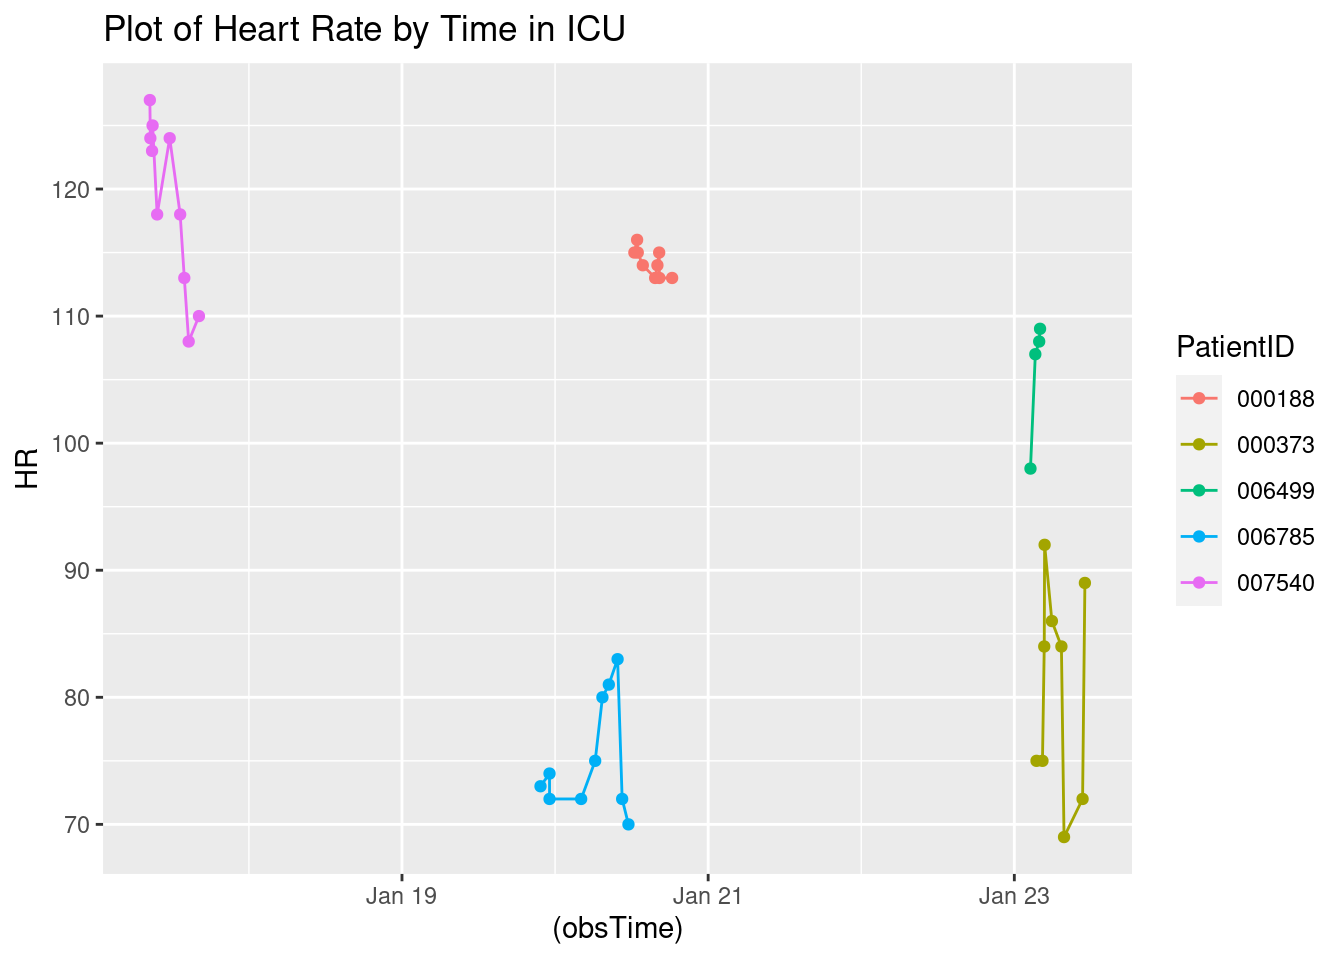 Plot of Heart Rate by Time in ICU
120
110
100
90
80
70
HR
Jan 19
Jan 21
Jan 23
(obsTime)
PatientID
000188
000373
006499
006785
007540